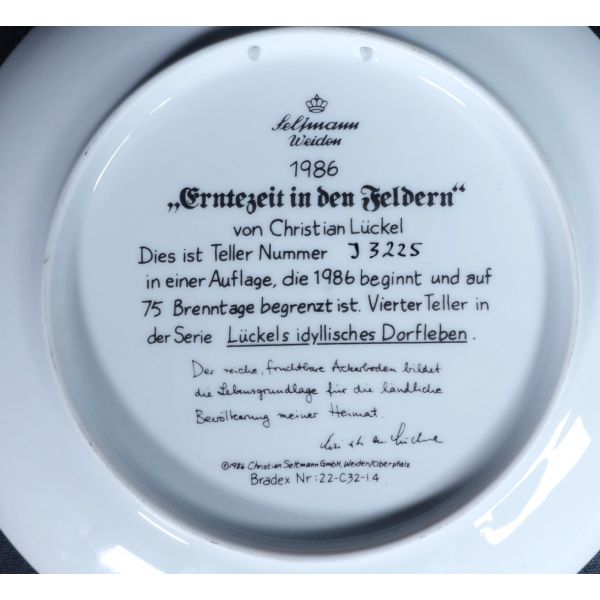 Seltmann
Weiden
1986
„Erntezeit in den Feldern“
von Christian Lückel
Dies ist Teller Nummer J 3225
in einer Auflage, die 1986 beginnt und auf
75 Brenntage begrenzt ist. Vierter Teller in
der Serie Lückels idyllisches Dorfleben.
Der reiche, fruchtbare Ackerboden bildet
die Lebensgrundlage für die ländliche
Bevölkerung meiner Heimat.
©1986 Christian Seltmann GmbH, Weiden/Oberpfalz
Bradex Nr: 22-C32-1.4